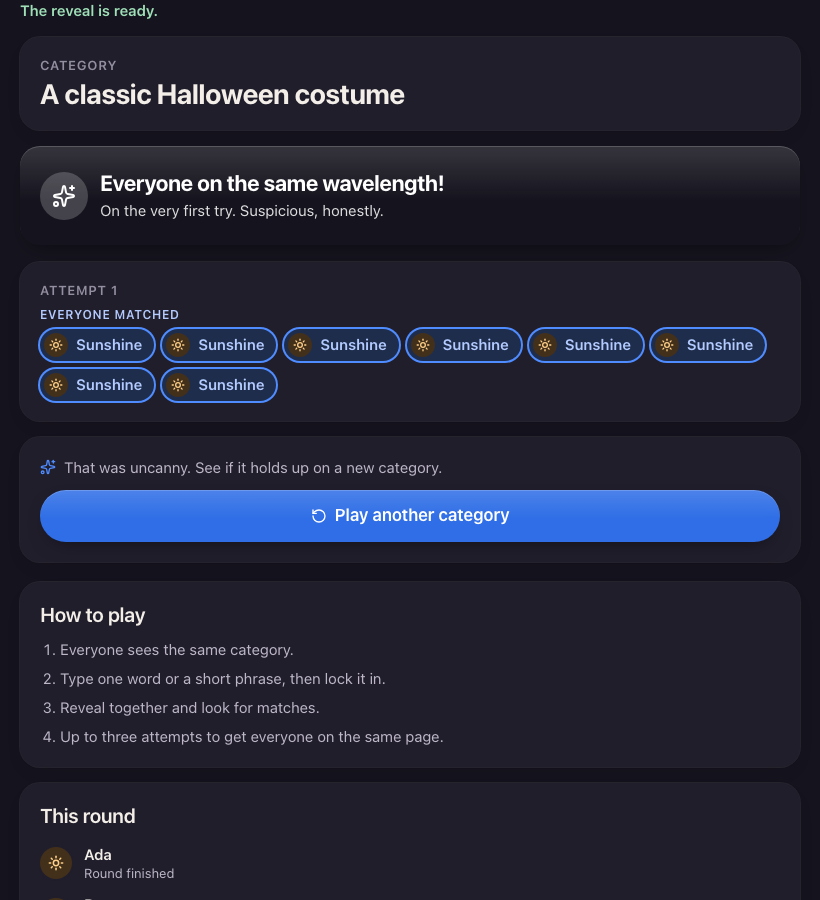 The reveal is ready.
CATEGORY
A classic Halloween costume
Everyone on the same wavelength!
On the very first try. Suspicious, honestly.
ATTEMPT 1
EVERYONE MATCHED
Sunshine Sunshine Sunshine Sunshine Sunshine Sunshine
Sunshine Sunshine
That was uncanny. See if it holds up on a new category.
Play another category
How to play
1. Everyone sees the same category.
2. Type one word or a short phrase, then lock it in.
3. Reveal together and look for matches.
4. Up to three attempts to get everyone on the same page.
This round
Ada
Round finished